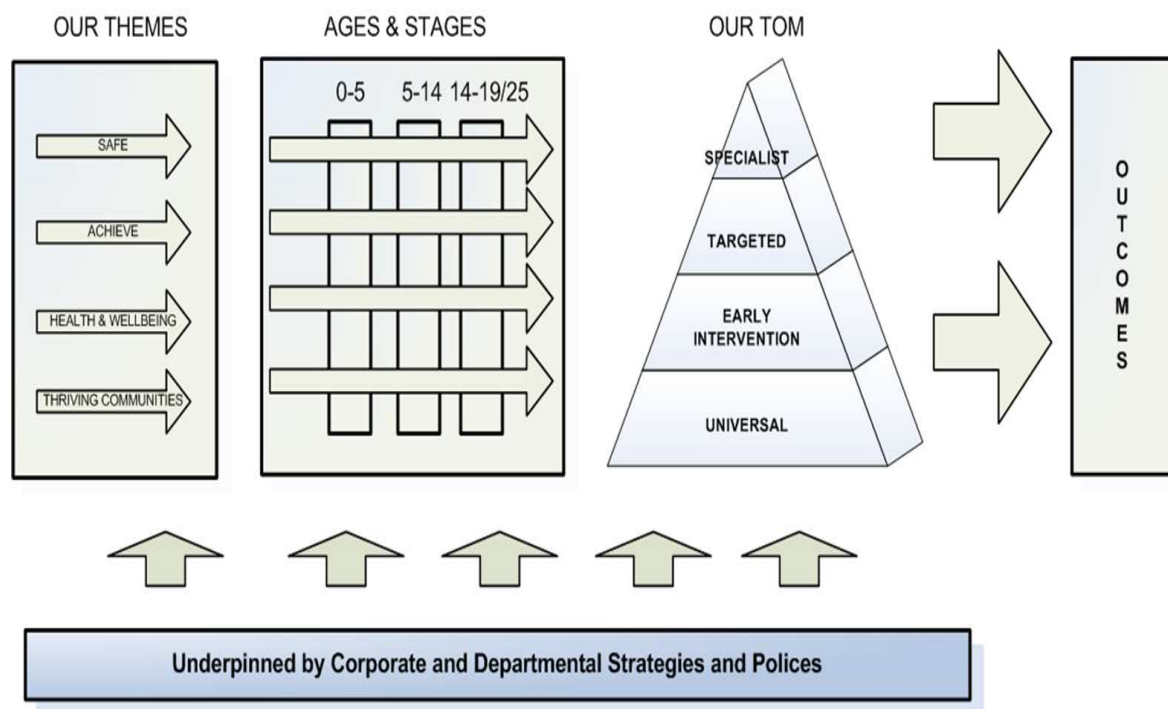 OUR THEMES
AGES & STAGES
OUR TOM
SAFE
ACHIEVE
HEALTH & WELLBEING
THRIVING COMMUNITIES
0-5
5-14
14-19/25
SPECIALIST
TARGETED
EARLY
INTERVENTION
UNIVERSAL
OUTCOMES
Underpinned by Corporate and Departmental Strategies and Polices